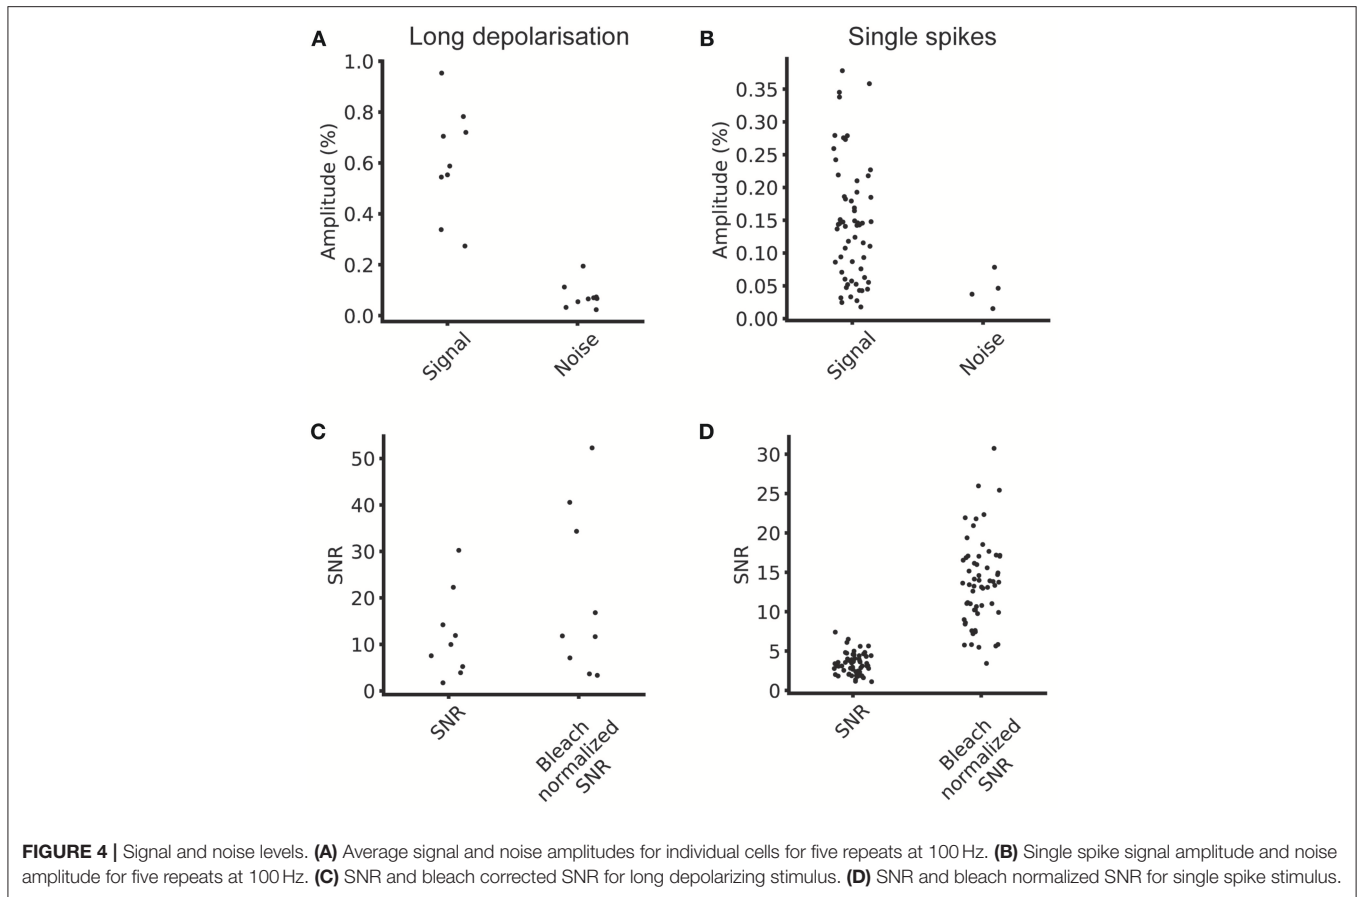 A
Long depolarisation
1.0
0.8
0.6
0.4
0.2
0.0
Amplitude (%)
Signal
Noise
B
Single spikes
0.35
0.30
0.25
0.20
0.15
0.10
0.05
0.00
Amplitude (%)
Signal
Noise
C
50
40
30
20
10
0
SNR
SNR
Bleach
normalized
SNR
D
30
25
20
15
10
5
0
SNR
SNR
Bleach
normalized
SNR
FIGURE 4 | Signal and noise levels. (A) Average signal and noise amplitudes for individual cells for five repeats at 100 Hz. (B) Single spike signal amplitude and noise
amplitude for five repeats at 100 Hz. (C) SNR and bleach corrected SNR for long depolarizing stimulus. (D) SNR and bleach normalized SNR for single spike stimulus.